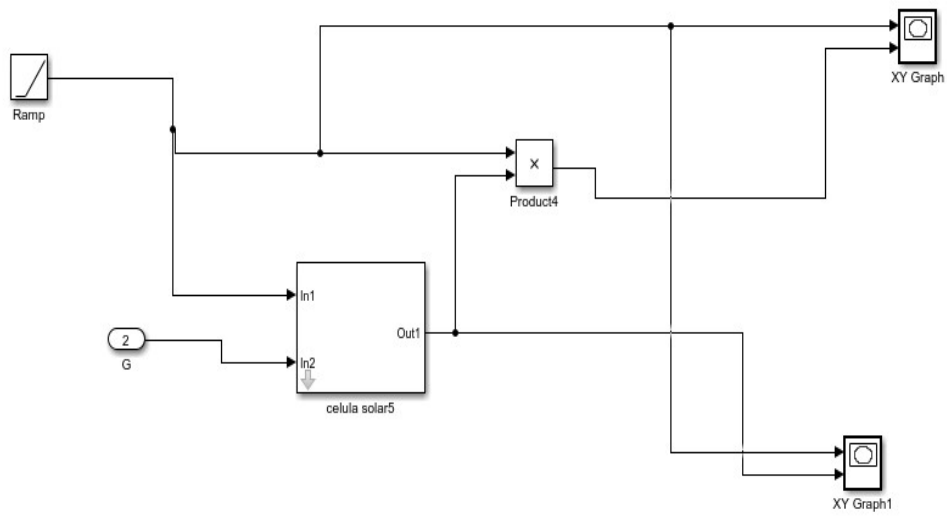 XY Graph
Ramp
×
Product4
In1
Out1
2
G
In2
celula solar5
XY Graph1